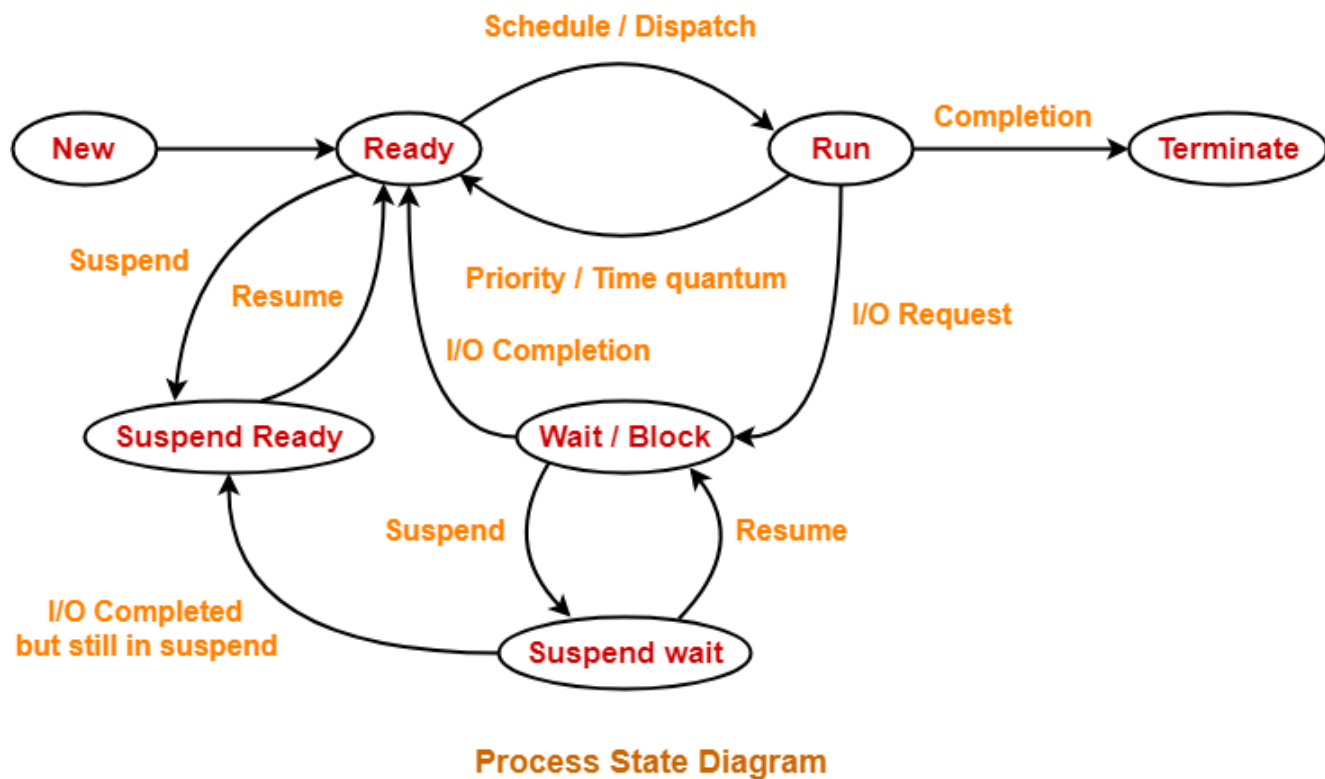 Schedule / Dispatch
New
Ready
Run
Completion
Terminate
Suspend
Resume
Priority / Time quantum
I/O Request
I/O Completion
Suspend Ready
Wait / Block
Suspend
Resume
I/O Completed
but still in suspend
Suspend wait
Process State Diagram